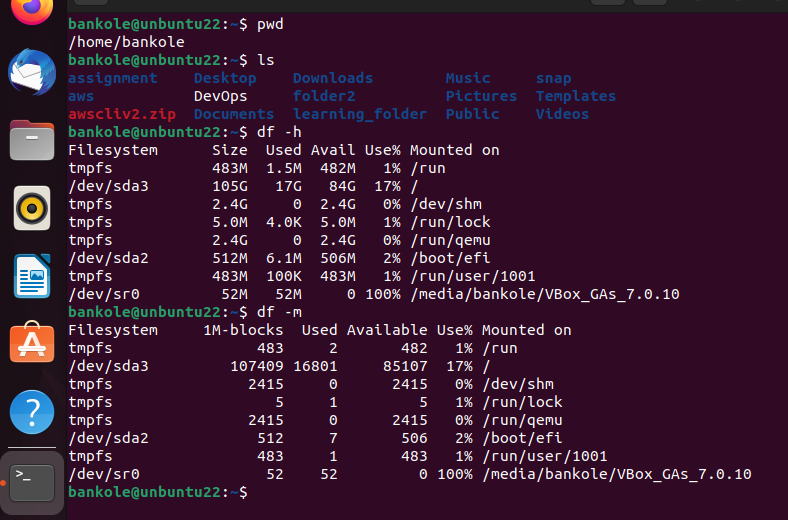 bankole@unbuntu22:~$ pwd
/home/bankole
bankole@unbuntu22:~$ ls
assignment Desktop Downloads Music snap
aws DevOps folder2 Pictures Templates
awscliv2.zip Documents learning_folder Public Videos
bankole@unbuntu22:~$ df -h
Filesystem Size Used Avail Use% Mounted on
tmpfs 483M 1.5M 482M 1% /run
/dev/sda3 105G 17G 84G 17% /
tmpfs 2.4G 0 2.4G 0% /dev/shm
tmpfs 5.0M 4.0K 5.0M 1% /run/lock
tmpfs 2.4G 0 2.4G 0% /run/qemu
/dev/sda2 512M 6.1M 506M 2% /boot/efi
tmpfs 483M 100K 483M 1% /run/user/1001
/dev/sr0 52M 52M 0 100% /media/bankole/VBox_GAs_7.0.10
bankole@unbuntu22:~$ df -m
Filesystem 1M-blocks Used Available Use% Mounted on
tmpfs 483 2 482 1% /run
/dev/sda3 107409 16801 85107 17% /
tmpfs 2415 0 2415 0% /dev/shm
tmpfs 5 1 5 1% /run/lock
tmpfs 2415 0 2415 0% /run/qemu
/dev/sda2 512 7 506 2% /boot/efi
tmpfs 483 1 483 1% /run/user/1001
/dev/sr0 52 52 0 100% /media/bankole/VBox_GAs_7.0.10
bankole@unbuntu22:~$